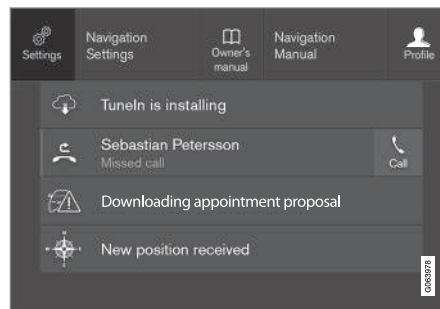 Settings
Navigation
Settings
Owner's
manual
Navigation
Manual
Profile
TuneIn is installing
Sebastian Petersson
Missed call
Call
Downloading appointment proposal
New position received
G063978